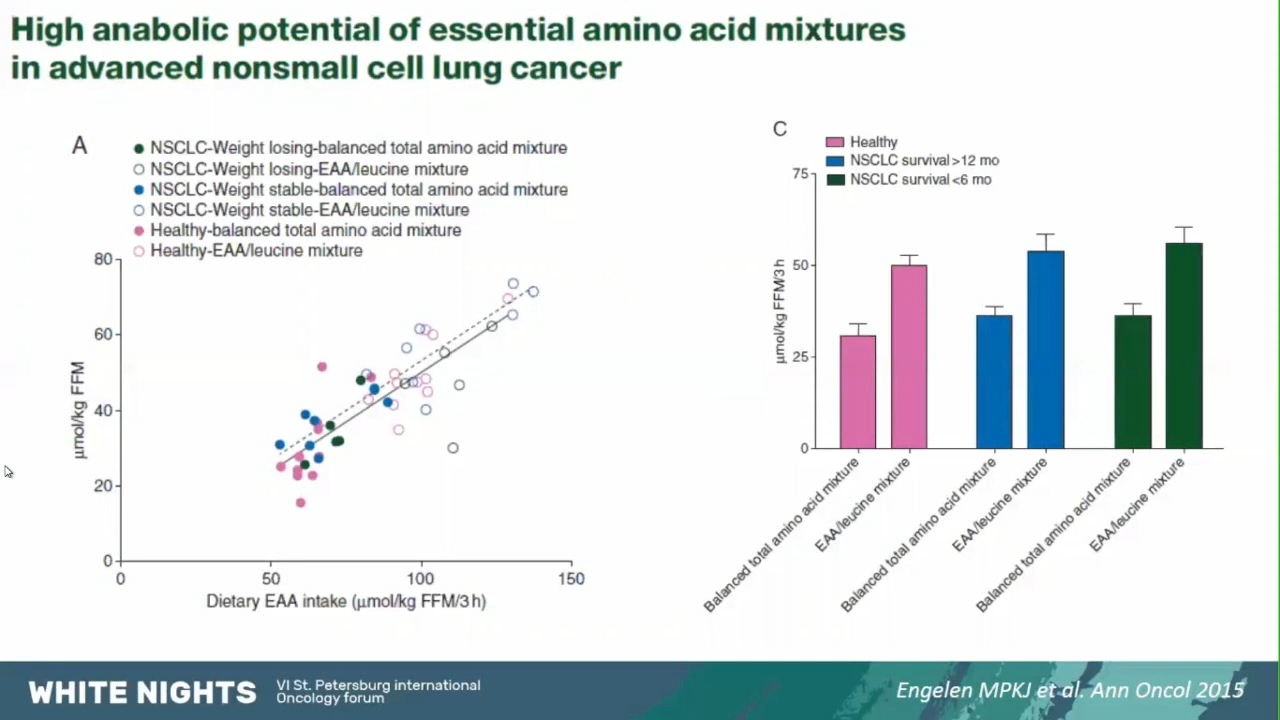 High anabolic potential of essential amino acid mixtures
in advanced nonsmall cell lung cancer
A
NSCLC-Weight losing-balanced total amino acid mixture
NSCLC-Weight losing-EAA/leucine mixture
NSCLC-Weight stable-balanced total amino acid mixture
NSCLC-Weight stable-EAA/leucine mixture
Healthy-balanced total amino acid mixture
Healthy-EAA/leucine mixture
80
60
40
20
0
µmol/kg FFM
0
50
100
150
Dietary EAA intake (µmol/kg FFM/3 h)
C
Healthy
NSCLC survival >12 mo
NSCLC survival <6 mo
75
50
25
0
µmol/kg FFM/3 h
Balanced total amino acid mixture
EAA/leucine mixture
Balanced total amino acid mixture
EAA/leucine mixture
Balanced total amino acid mixture
EAA/leucine mixture
WHITE NIGHTS
VI St. Petersburg international
Oncology forum
Engelen MPKJ et al. Ann Oncol 2015